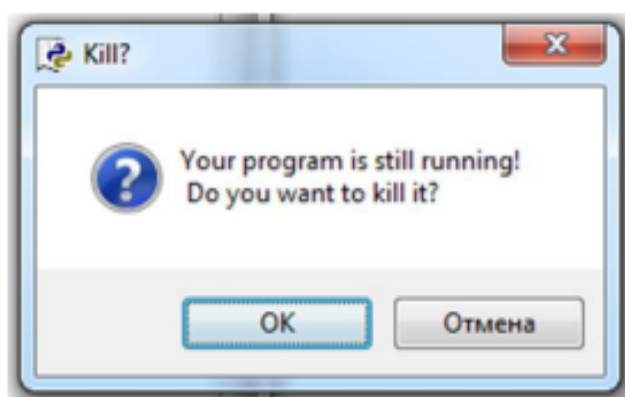 Kill?
Your program is still running!
Do you want to kill it?
OK
Отмена